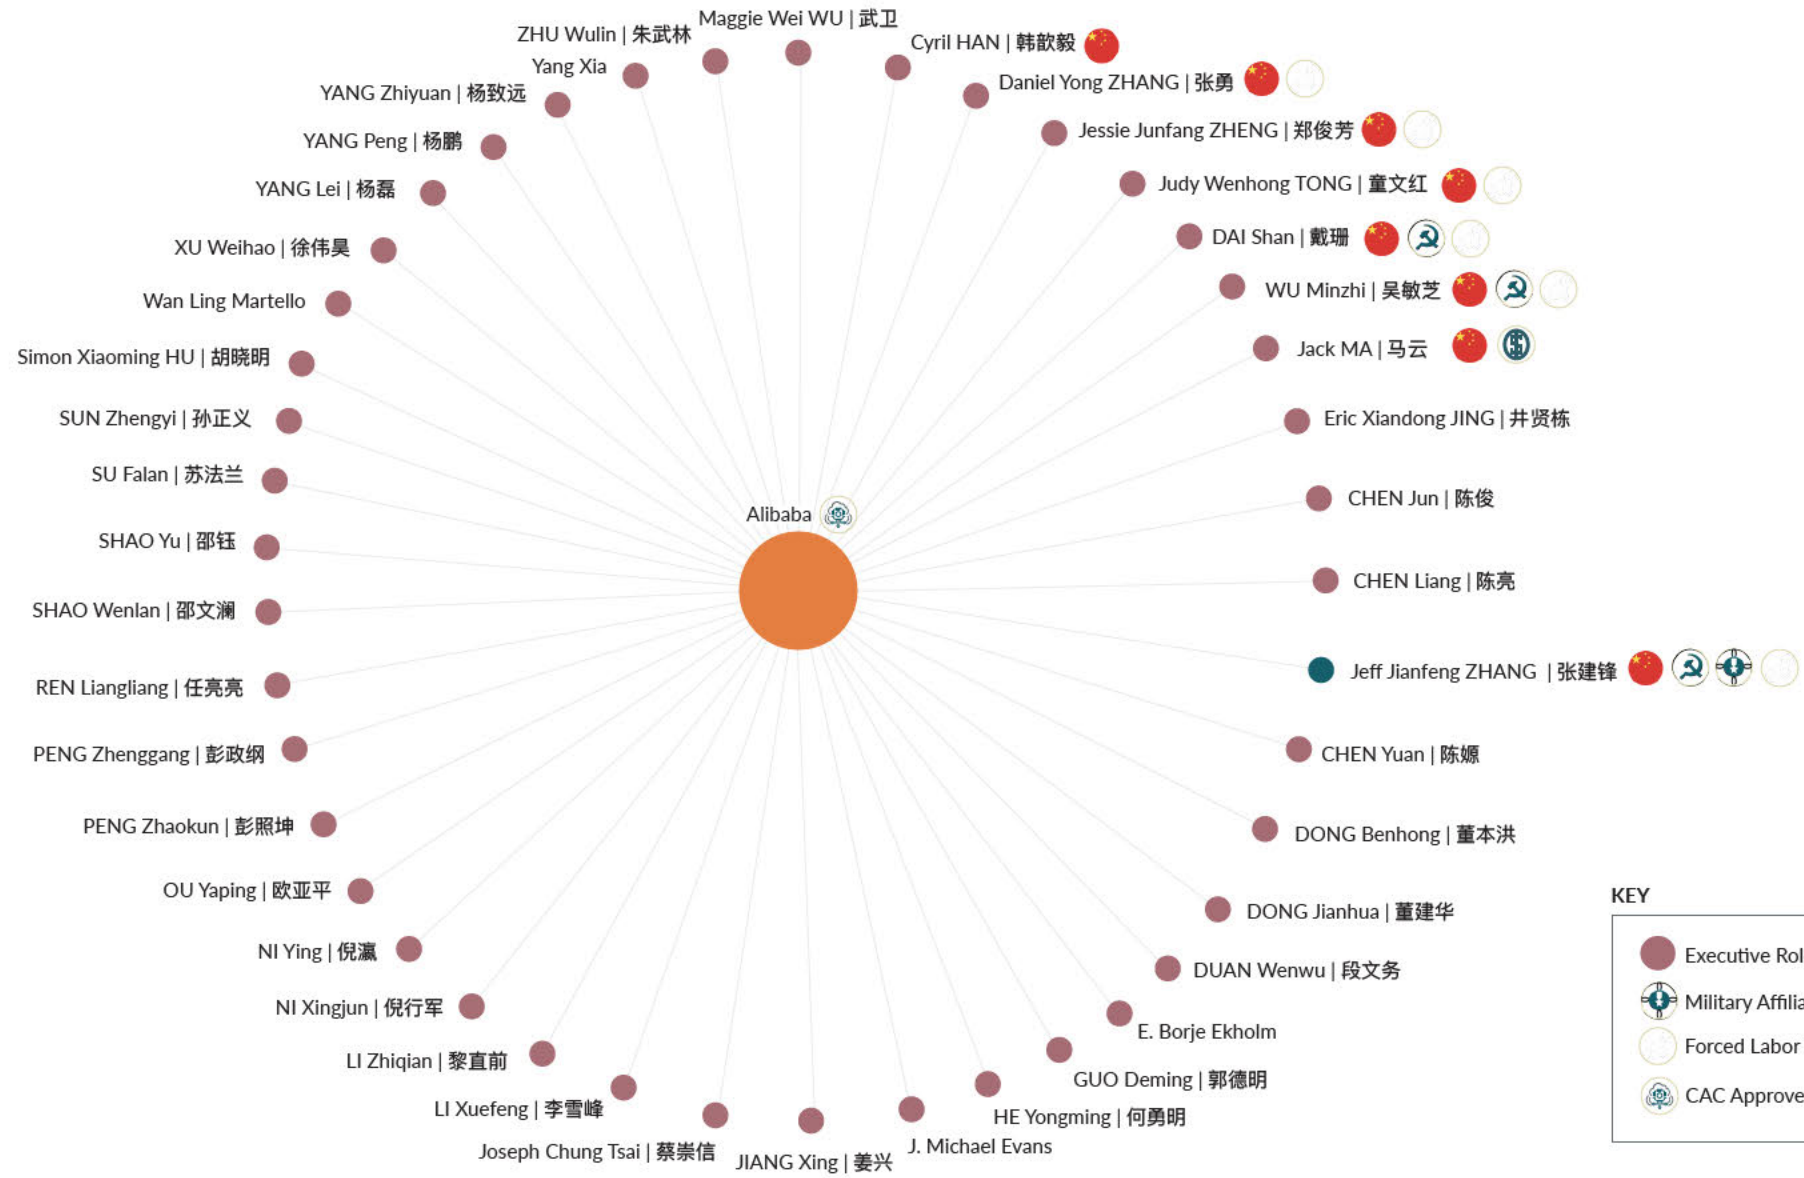 Maggie Wei WU | 武卫
ZHU Wulin | 朱武林
Cyril HAN | 韩歆毅
Yang Xia
Daniel Yong ZHANG | 张勇
YANG Zhiyuan | 杨致远
Jessie Junfang ZHENG | 郑俊芳
YANG Peng | 杨鹏
Judy Wenhong TONG | 童文红
YANG Lei | 杨磊
DAI Shan | 戴珊
XU Weihao | 徐伟昊
WU Minzhi | 吴敏芝
Wan Ling Martello
Jack MA | 马云
Simon Xiaoming HU | 胡晓明
SUN Zhengyi | 孙正义
Eric Xiandong JING | 井贤栋
SU Falan | 苏法兰
CHEN Jun | 陈俊
Alibaba
SHAO Yu | 邵钰
CHEN Liang | 陈亮
SHAO Wenlan | 邵文澜
Jeff Jianfeng ZHANG | 张建锋
REN Liangliang | 任亮亮
PENG Zhenggang | 彭政纲
CHEN Yuan | 陈嫄
PENG Zhaokun | 彭照坤
DONG Benhong | 董本洪
OU Yaping | 欧亚平
KEY
DONG Jianhua | 董建华
NI Ying | 倪瀛
Executive Rol
DUAN Wenwu | 段文务
NI Xingjun | 倪行军
Military Affilia
E. Borje Ekholm
Forced Labor
LI Zhiqian | 黎直前
GUO Deming | 郭德明
CAC Approve
LI Xuefeng | 李雪峰
HE Yongming | 何勇明
Joseph Chung Tsai | 蔡崇信
J. Michael Evans
JIANG Xing | 姜兴